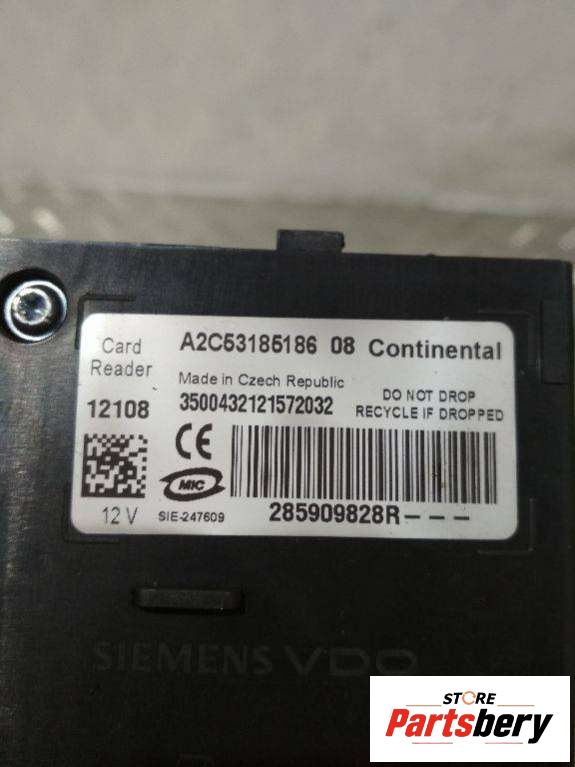 Card Reader
A2C53185186 08 Continental
Made in Czech Republic
12108
3500432121572032
DO NOT DROP
RECYCLE IF DROPPED
CE
MIC
12 V
SIE-247609
285909828R---
SIEMENS VDO
STORE
Partsbery